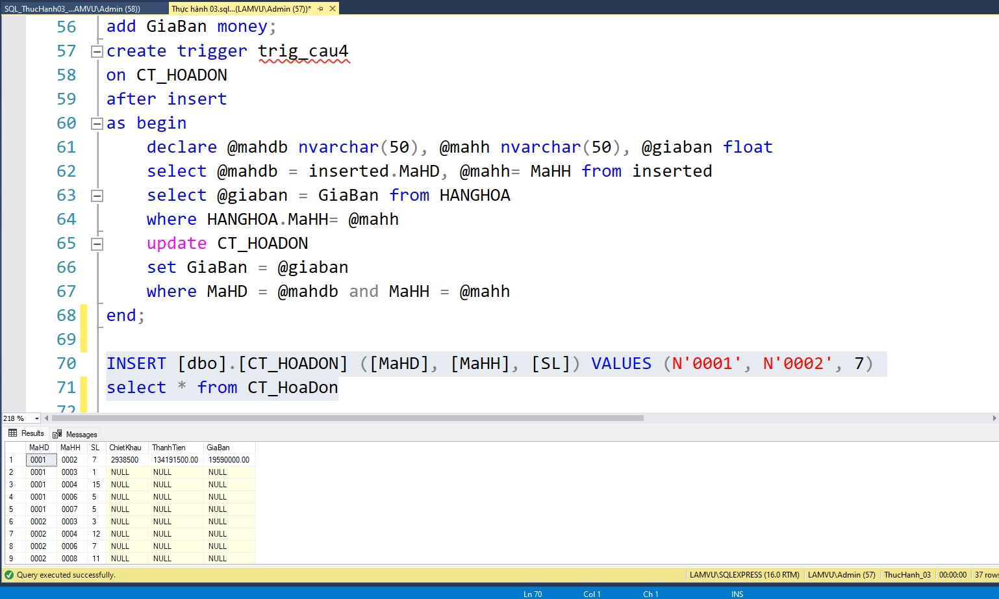 SQL_ThucHanh03_...AMVU\Admin (58)) Thực hành 03.sql...(LAMVU\Admin (57))*
56 add GiaBan money;
57 create trigger trig_cau4
58 on CT_HOADON
59 after insert
60 as begin
61 declare @mahdb nvarchar(50), @mahh nvarchar(50), @giaban float
62 select @mahdb = inserted.MaHD, @mahh= MaHH from inserted
63 select @giaban = GiaBan from HANGHOA
64 where HANGHOA.MaHH= @mahh
65 update CT_HOADON
66 set GiaBan = @giaban
67 where MaHD = @mahdb and MaHH = @mahh
68 end;
69
70 INSERT [dbo].[CT_HOADON] ([MaHD], [MaHH], [SL]) VALUES (N'0001', N'0002', 7)
71 select * from CT_HoaDon
72
218 %
Results Messages
MaHD MaHH SL ChietKhau ThanhTien GiaBan
1 0001 0002 7 2938500 134191500.00 19590000.00
2 0001 0003 1 NULL NULL NULL
3 0001 0004 15 NULL NULL NULL
4 0001 0006 5 NULL NULL NULL
5 0001 0007 5 NULL NULL NULL
6 0002 0003 3 NULL NULL NULL
7 0002 0004 12 NULL NULL NULL
8 0002 0006 7 NULL NULL NULL
9 0002 0008 11 NULL NULL NULL
Query executed successfully. LAMVU\SQLEXPRESS (16.0 RTM) LAMVU\Admin (57) ThucHanh_03 00:00:00 37 rows
Ln 70 Col 1 Ch 1 INS